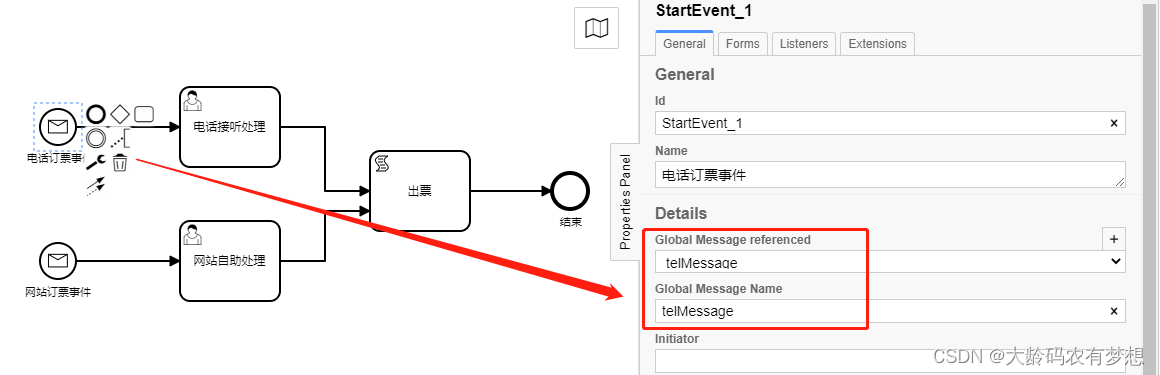 电话订票事件
电话接听处理
出票
结束
网站自助处理
网站订票事件
Properties Panel
StartEvent_1
General
Forms
Listeners
Extensions
General
Id
StartEvent_1
×
Name
电话订票事件
Details
Global Message referenced
+
telMessage
Global Message Name
telMessage
×
Initiator
CSDN @大龄码农有梦想